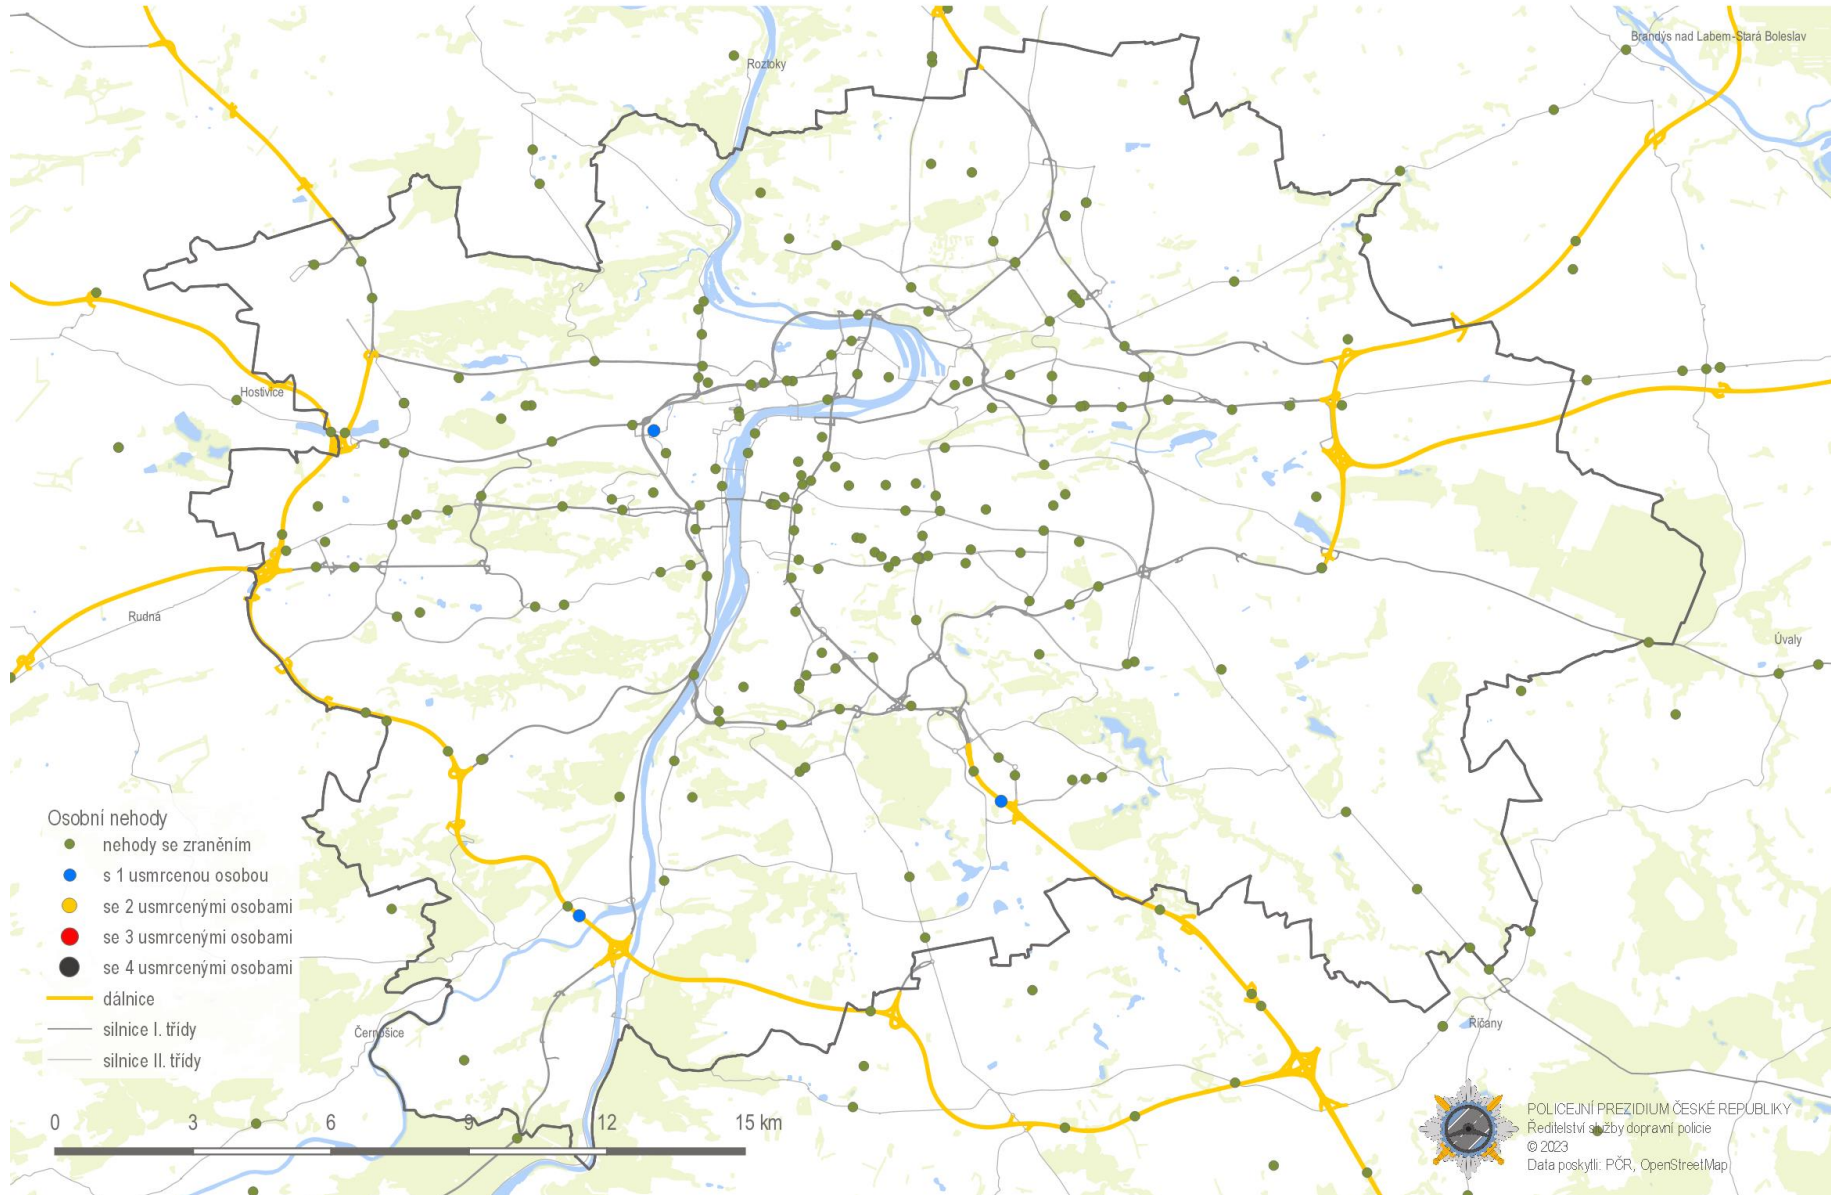 Brandýs nad Labem-Stará Boleslav
Roztoky
Hostivice
Rudná
Úvaly
Osobní nehody
nehody se zraněním
s 1 usmrcenou osobou
se 2 usmrcenými osobami
se 3 usmrcenými osobami
se 4 usmrcenými osobami
dálnice
silnice I. třídy
silnice II. třídy
Černošice
Říčany
0 3 6 9 12 15 km
POLICEJNÍ PREZIDIUM ČESKÉ REPUBLIKY
Ředitelství služby dopravní policie
© 2023
Data poskytli: PČR, OpenStreetMap